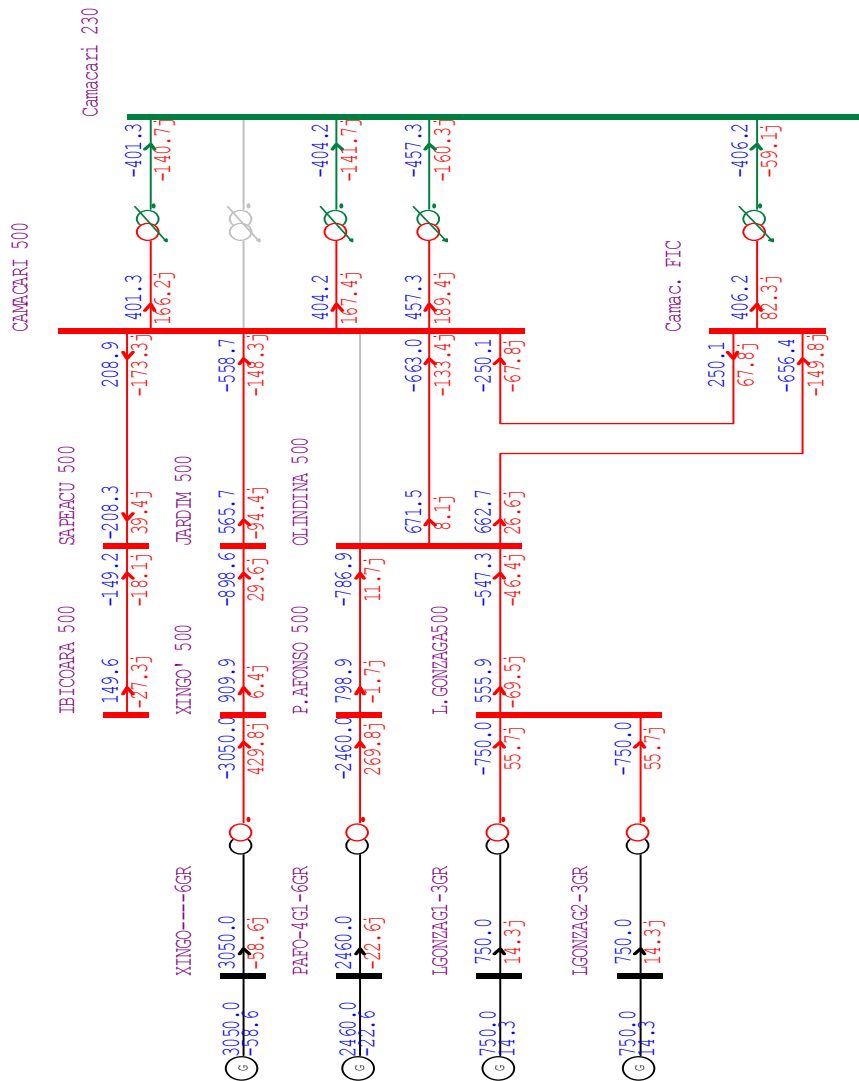 Camacari 230
-401.3
-140.7j
-404.2
-141.7j
-457.3
-160.3j
-406.2
-59.1j
CAMACARI 500
Camac. FIC
401.3
166.2j
404.2
167.4j
457.3
189.4j
406.2
82.3j
208.9
-173.3j
-558.7
-148.3j
-663.0
-133.4j
-250.1
-67.8j
250.1
67.8j
-656.4
-149.8j
SAPEACU 500
JARDIM 500
OLINDINA 500
-208.3
39.4j
565.7
-94.4j
671.5
8.1j
662.7
26.6j
-149.2
-18.1j
-898.6
29.6j
-786.9
11.7j
-547.3
-46.4j
IBICOARA 500
XINGO' 500
P.AFONSO 500
L.GONZAGA500
149.6
-27.3j
909.9
6.4j
798.9
-1.7j
555.9
-69.5j
-3050.0
429.8j
-2460.0
269.8j
-750.0
55.7j
-750.0
55.7j
XINGO----6GR
PAFO-4G1-6GR
LGONZAG1-3GR
LGONZAG2-3GR
3050.0
-58.6j
2460.0
-22.6j
750.0
14.3j
750.0
14.3j
3050.0
-58.6
2460.0
-22.6
750.0
14.3
750.0
14.3
G
G
G
G